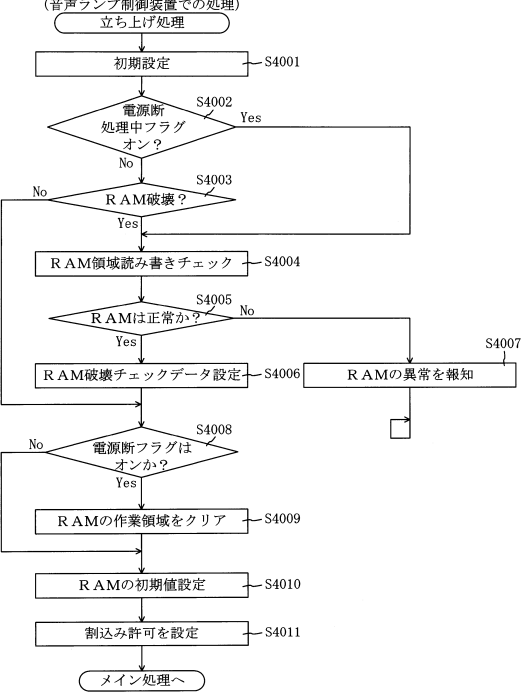 (音声ランプ制御装置での処理)
立ち上げ処理
初期設定
S4001
電源断
処理中フラグ
オン?
S4002
Yes
No
RAM破壊?
S4003
No
Yes
RAM領域読み書きチェック
S4004
RAMは正常か?
S4005
No
Yes
RAM破壊チェックデータ設定
S4006
RAMの異常を報知
S4007
電源断フラグは
オンか?
S4008
No
Yes
RAMの作業領域をクリア
S4009
RAMの初期値設定
S4010
割込み許可を設定
S4011
メイン処理へ